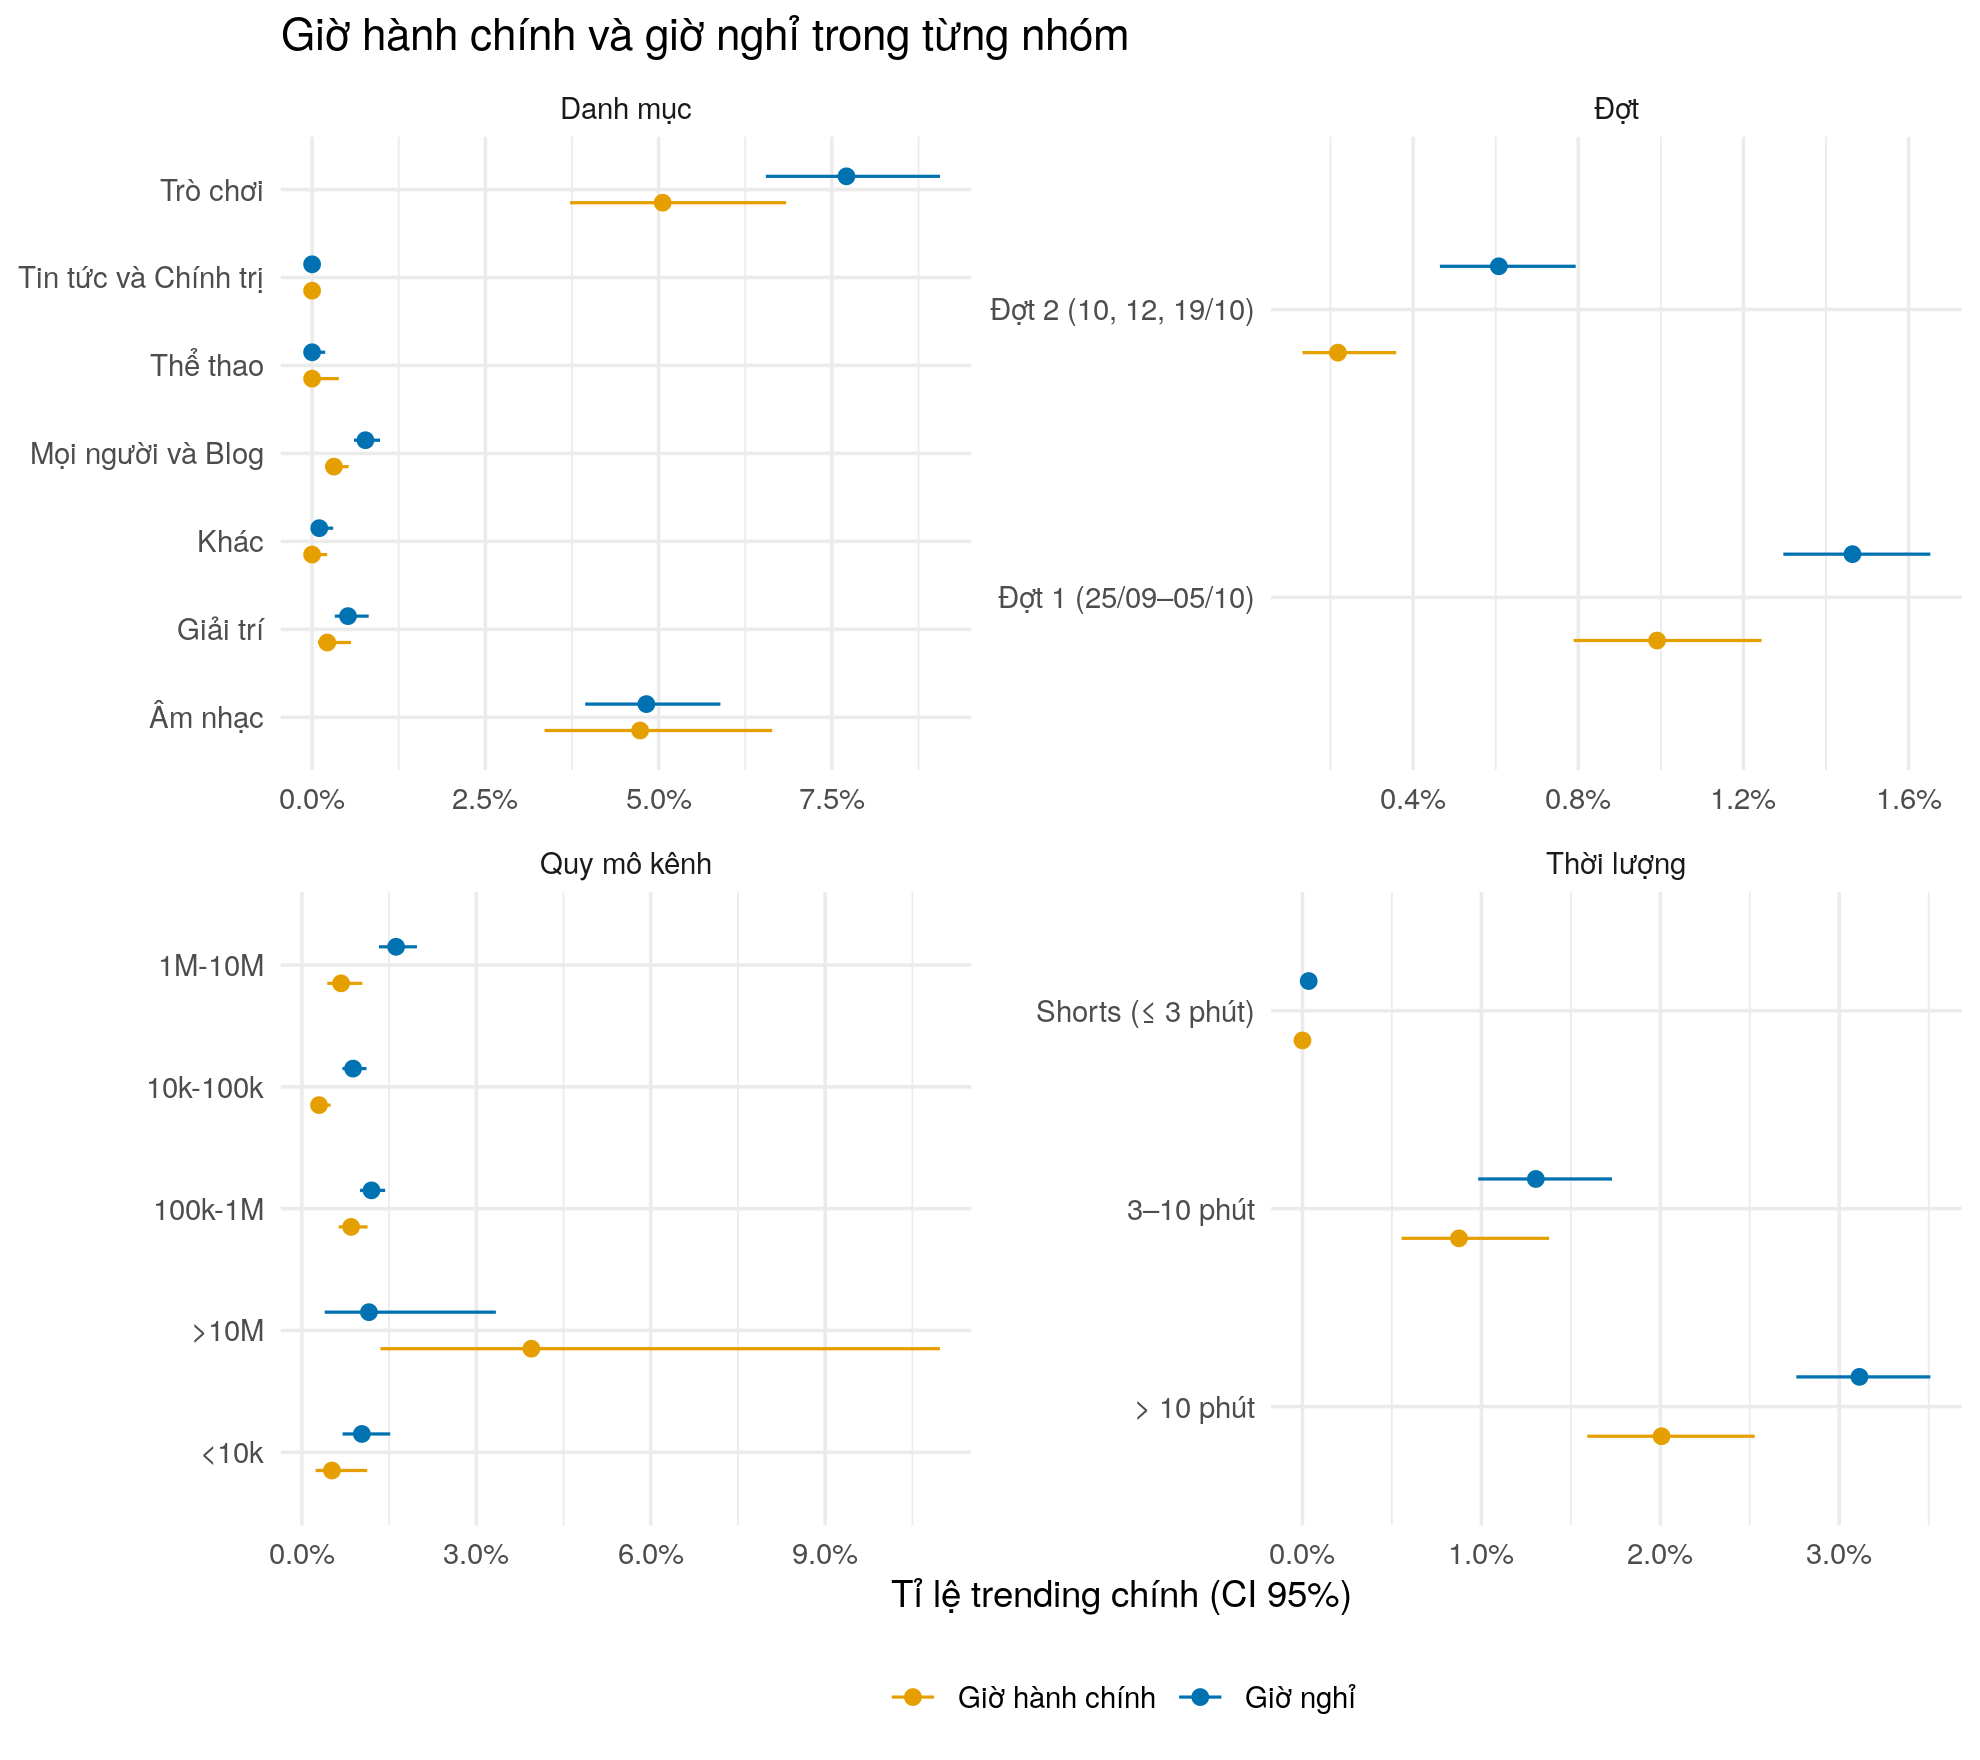 Giờ hành chính và giờ nghỉ trong từng nhóm
Danh mục
Trò chơi
Tin tức và Chính trị
Thể thao
Mọi người và Blog
Khác
Giải trí
Âm nhạc
0.0% 2.5% 5.0% 7.5%
Đợt
Đợt 2 (10, 12, 19/10)
Đợt 1 (25/09–05/10)
0.4% 0.8% 1.2% 1.6%
Quy mô kênh
1M-10M
10k-100k
100k-1M
>10M
<10k
0.0% 3.0% 6.0% 9.0%
Thời lượng
Shorts (≤ 3 phút)
3–10 phút
> 10 phút
0.0% 1.0% 2.0% 3.0%
Tỉ lệ trending chính (CI 95%)
Giờ hành chính Giờ nghỉ